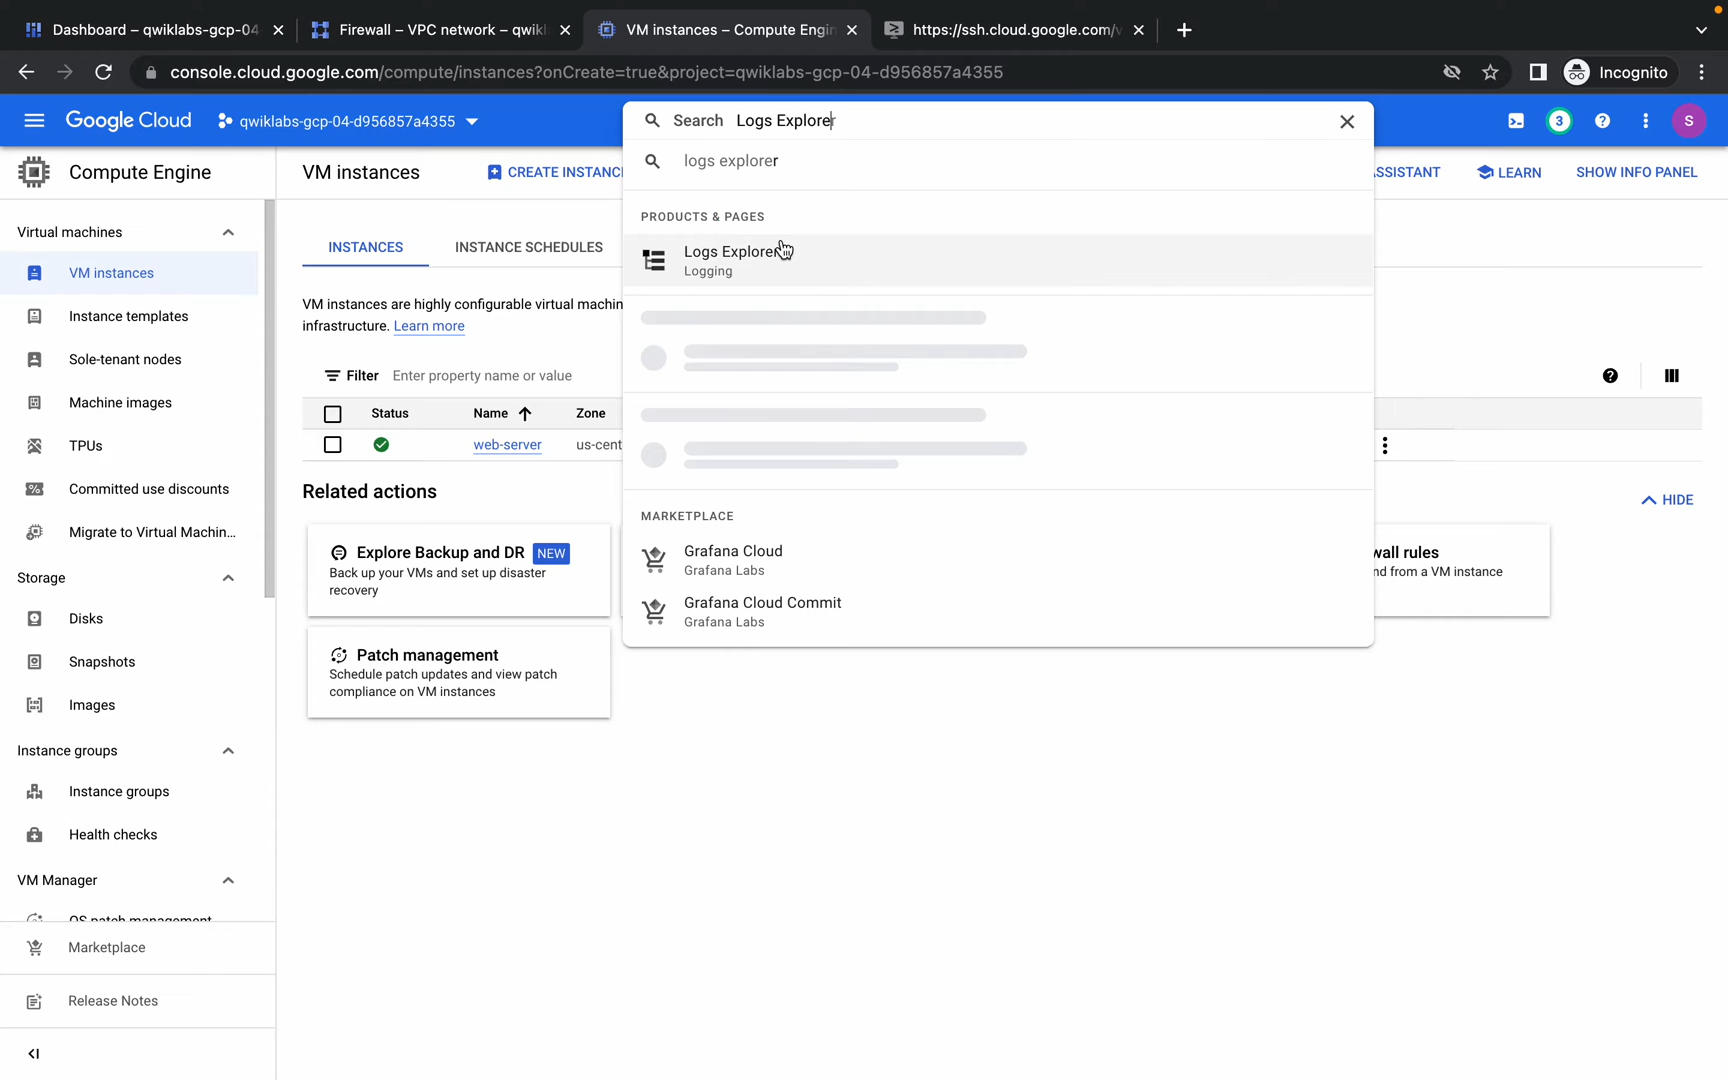 Dashboard – qwiklabs-gcp-04
Firewall – VPC network – qwikl
VM instances – Compute Engin
https://ssh.cloud.google.com/v
console.cloud.google.com/compute/instances?onCreate=true&project=qwiklabs-gcp-04-d956857a4355
Incognito
Google Cloud
qwiklabs-gcp-04-d956857a4355
Search Logs Explorer
3
S
logs explorer
Compute Engine
VM instances
CREATE INSTANC
ASSISTANT
LEARN
SHOW INFO PANEL
PRODUCTS & PAGES
Logs Explorer
Logging
Virtual machines
VM instances
Instance templates
Sole-tenant nodes
Machine images
TPUs
Committed use discounts
Migrate to Virtual Machin...
Storage
Disks
Snapshots
Images
Instance groups
Instance groups
Health checks
VM Manager
OS patch management
Marketplace
Release Notes
INSTANCES
INSTANCE SCHEDULES
VM instances are highly configurable virtual machin
infrastructure. Learn more
Filter Enter property name or value
Status Name Zone
web-server us-cent
Related actions
HIDE
Explore Backup and DR NEW
Back up your VMs and set up disaster
recovery
wall rules
nd from a VM instance
Patch management
Schedule patch updates and view patch
compliance on VM instances
MARKETPLACE
Grafana Cloud
Grafana Labs
Grafana Cloud Commit
Grafana Labs